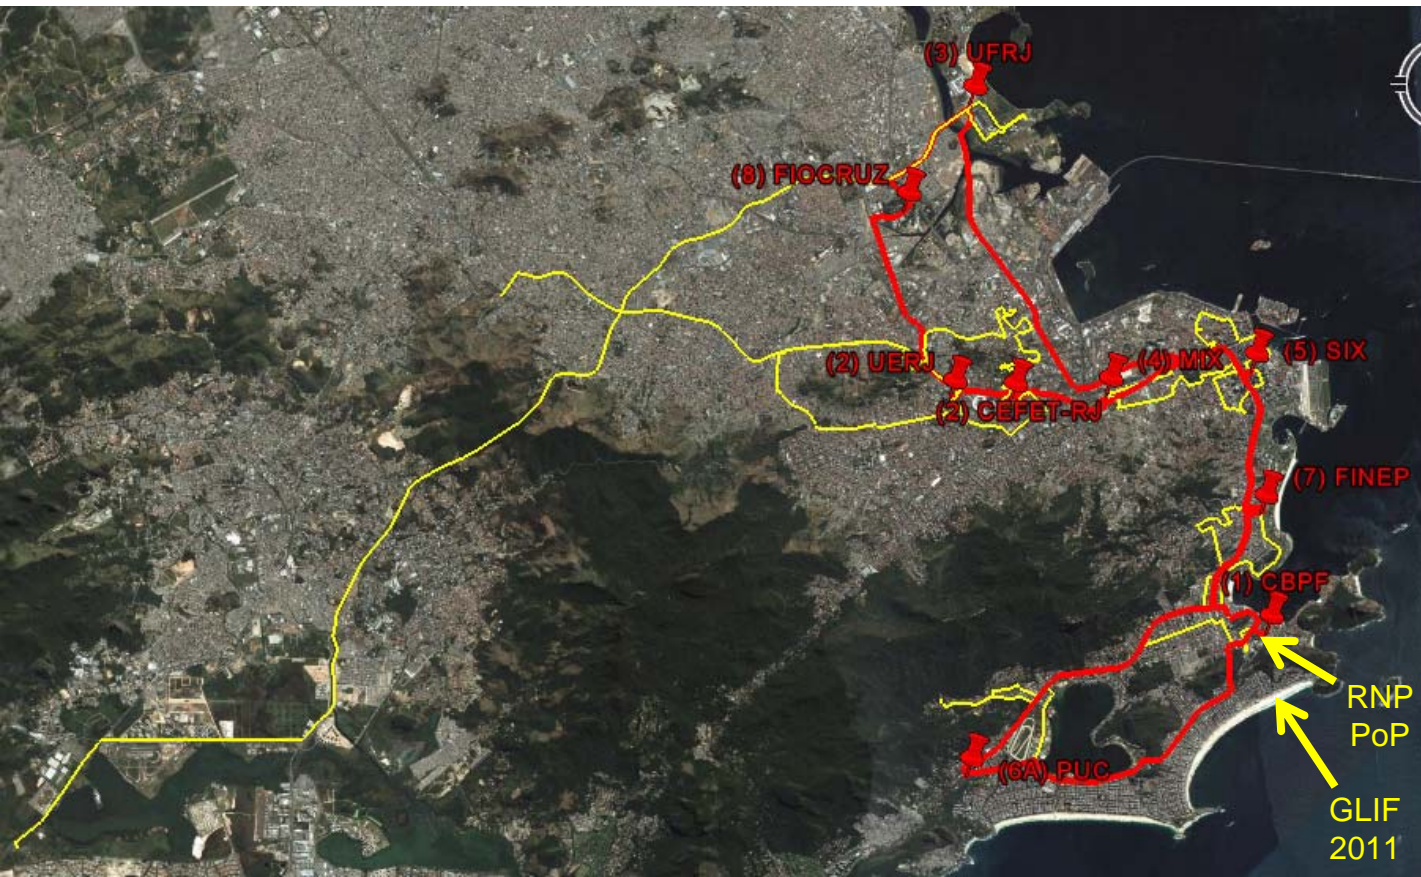 (3) UFRJ
(8) FIOCRUZ
(2) UERJ
(4) MIX
(5) SIX
(2) CEFET-RJ
(7) FINEP
(1) CBPF
RNP
PoP
(6A) PUC
GLIF
2011